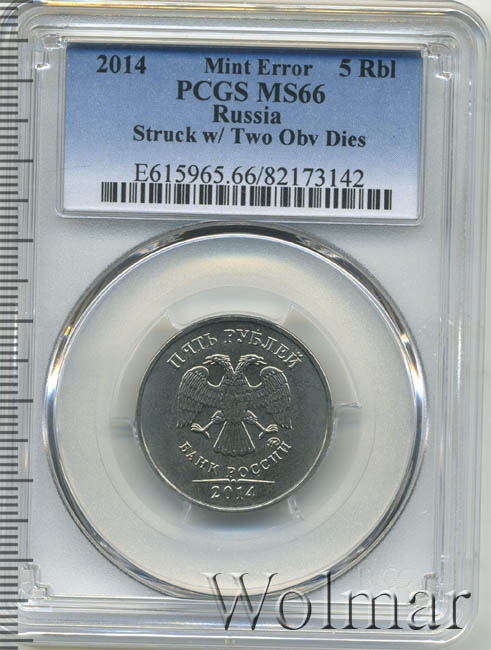 2014 Mint Error 5 Rbl
PCGS MS66
Russia
Struck w/ Two Obv Dies
E615965.66/82173142
ПЯТЬ РУБЛЕЙ
БАНК РОССИИ
2014
Wolmar